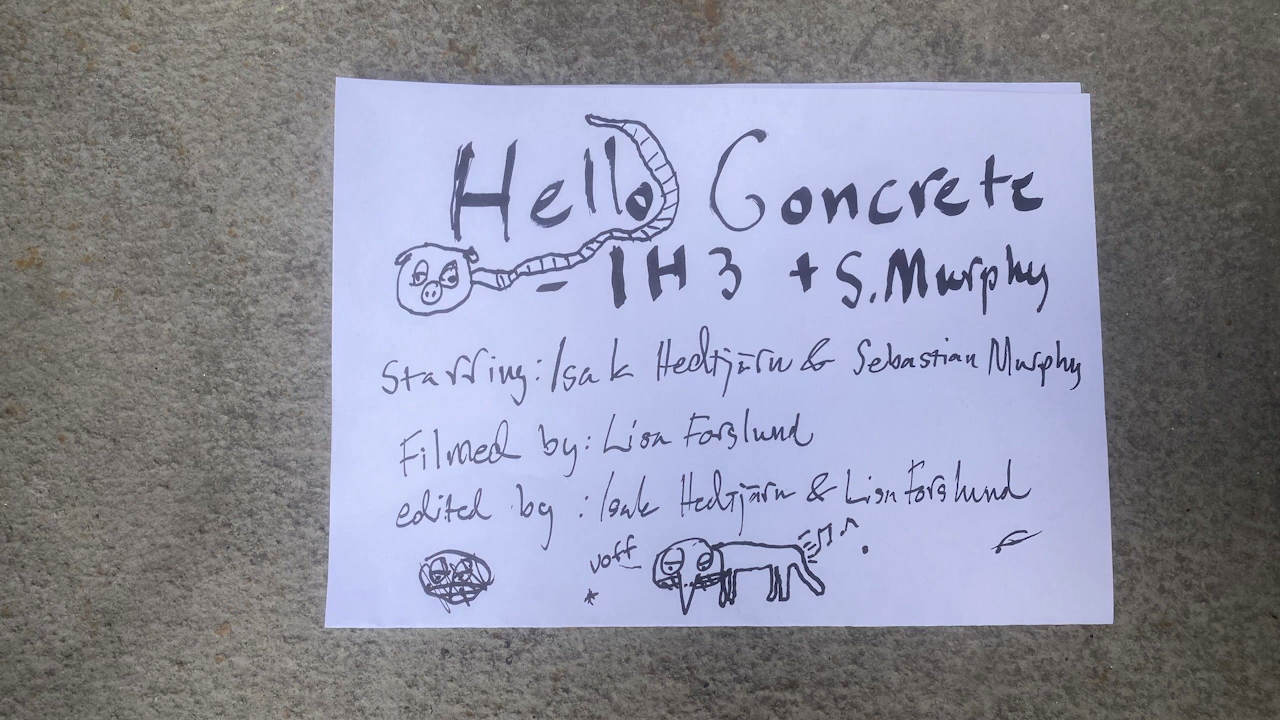 Hello Concrete
- IH3 + S. Murphy
Starring: Isak Hedtjärn & Sebastian Murphy
Filmed by: Lisa Forslund
edited by : Isak Hedtjärn & Lisa Forslund
voff